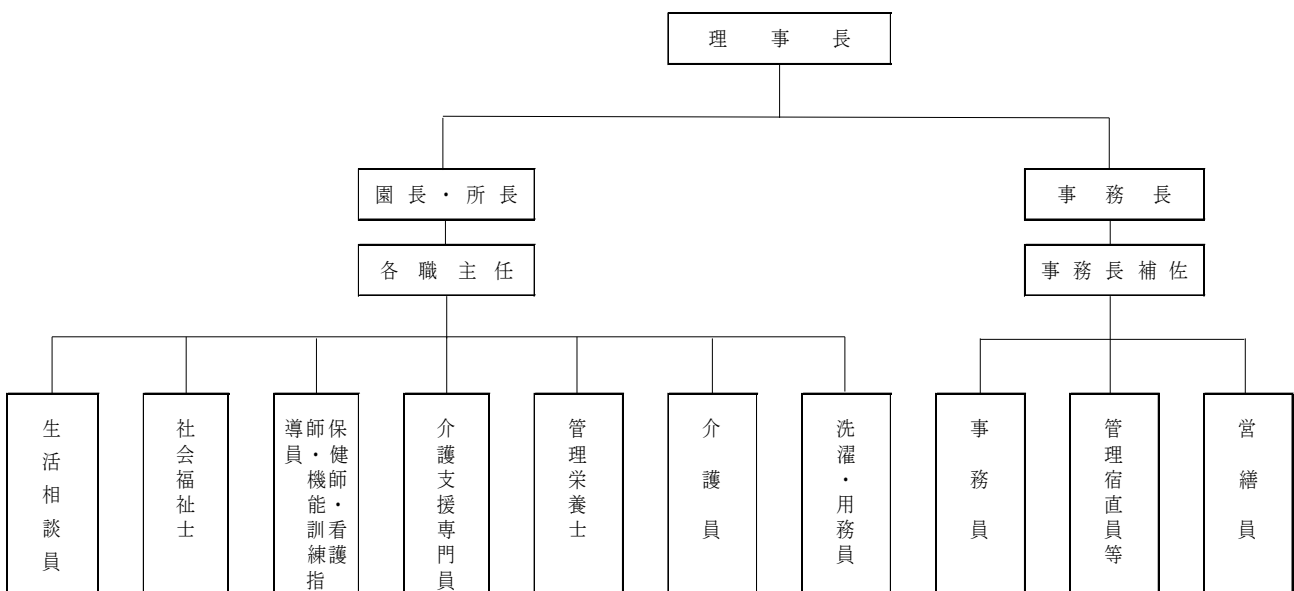 理事長
園長・所長
事務長
各職主任
事務長補佐
生活相談員
社会福祉士
保健師・看護
師・機能訓練指
導員
介護支援専門員
管理栄養士
介護員
洗濯・用務員
事務員
管理宿直員等
営繕員